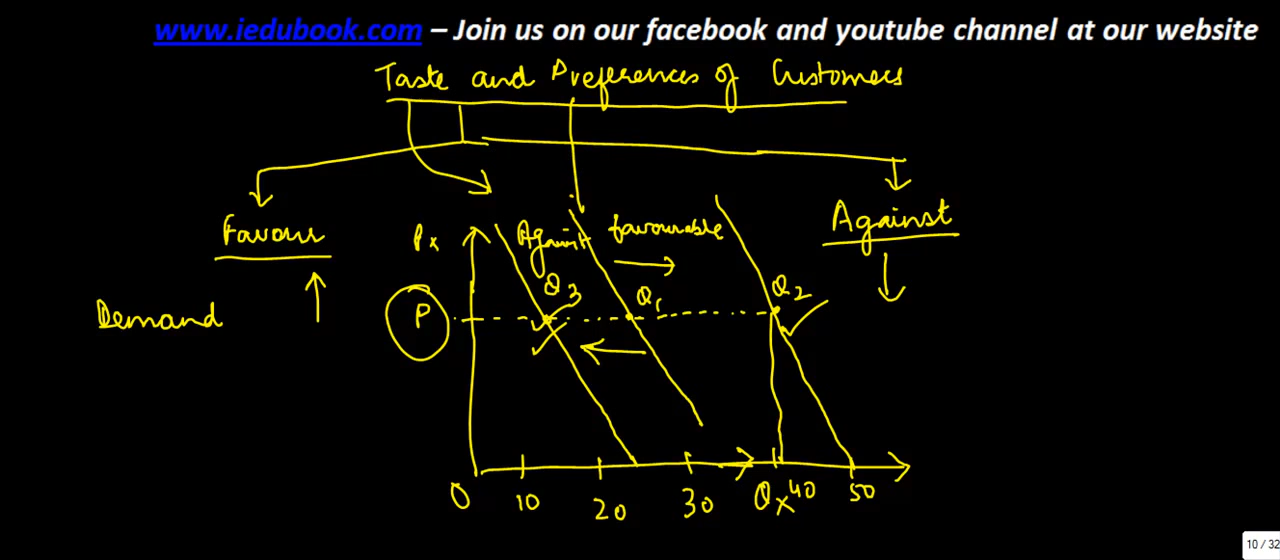 www.iedubook.com – Join us on our facebook and youtube channel at our website
Taste and Preferences of Customers
Favour
Against
Px
Against
favourable
Q3
Q1
Q2
Demand
P
O 10 20 30 Qx 40 50
10 / 32